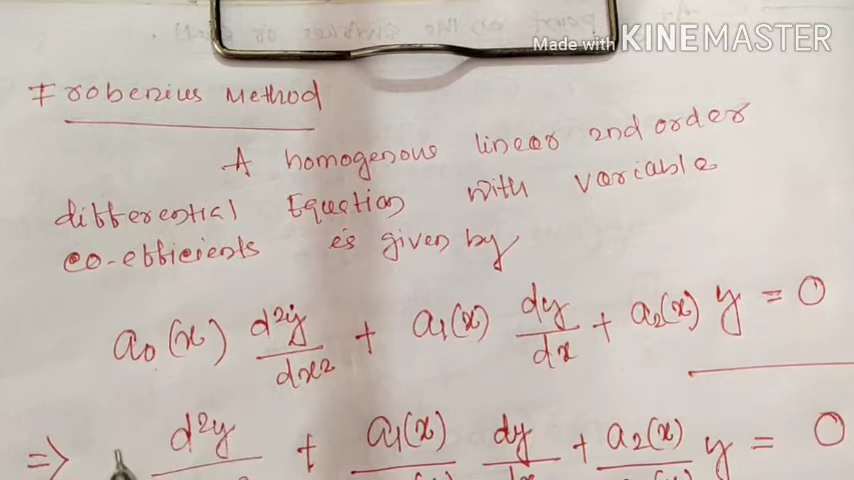 Made with KINEMASTER
Frobenius Method
A homogenous linear 2nd order
differential Equation with variable
co-efficients is given by
a₀(x) d²y/dx² + a₁(x) dy/dx + a₂(x) y = 0
=> d²y + a₁(x) dy + a₂(x) y = 0